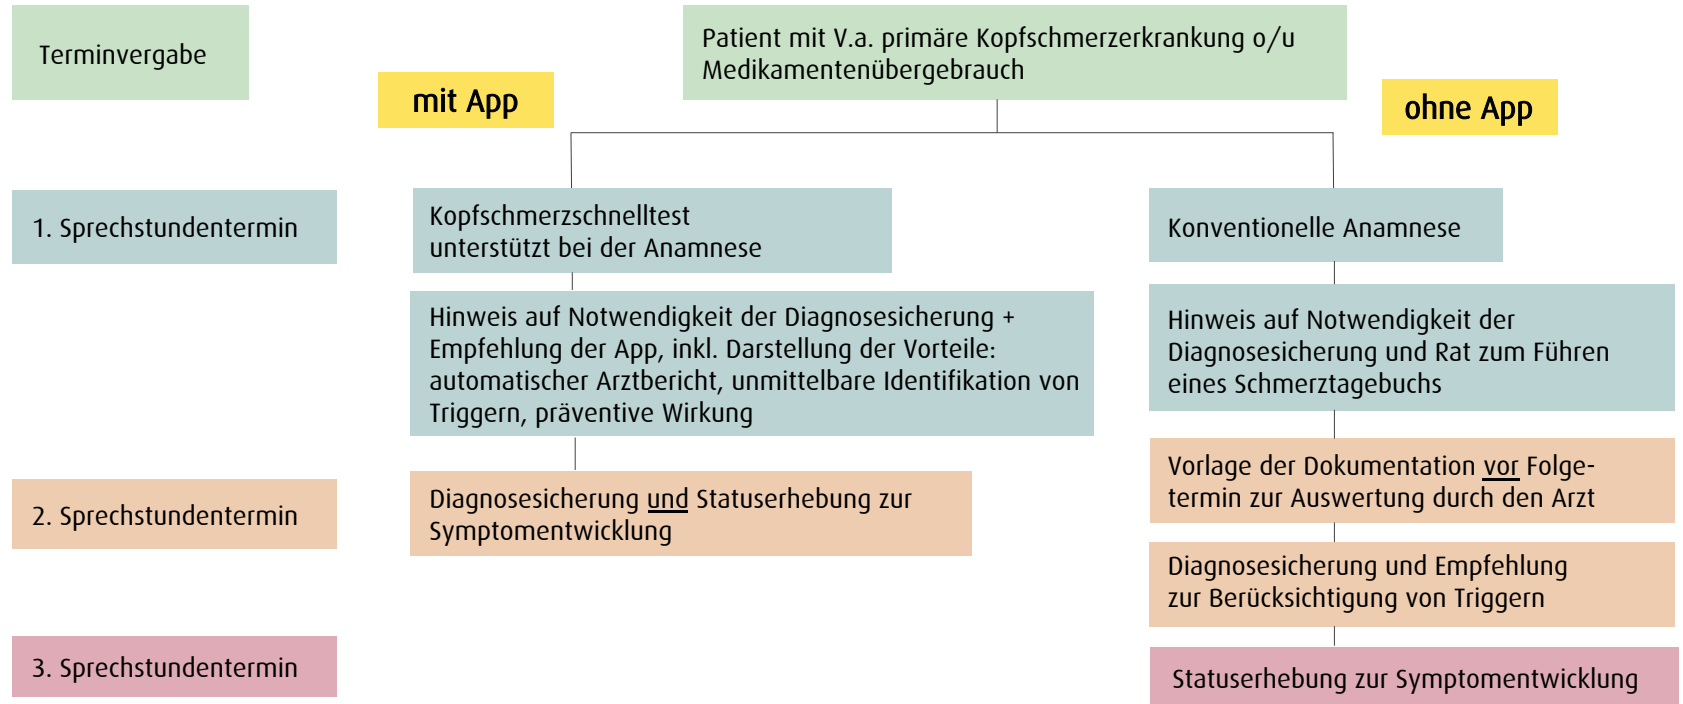 Terminvergabe
Patient mit V.a. primäre Kopfschmerzerkrankung o/u
Medikamentenübergebrauch
mit App
ohne App
1. Sprechstundentermin
Kopfschmerzschnelltest
unterstützt bei der Anamnese
Konventionelle Anamnese
Hinweis auf Notwendigkeit der Diagnosesicherung +
Empfehlung der App, inkl. Darstellung der Vorteile:
automatischer Arztbericht, unmittelbare Identifikation von
Triggern, präventive Wirkung
Hinweis auf Notwendigkeit der
Diagnosesicherung und Rat zum Führen
eines Schmerztagebuchs
2. Sprechstundentermin
Diagnosesicherung und Statuserhebung zur
Symptomentwicklung
Vorlage der Dokumentation vor Folge-
termin zur Auswertung durch den Arzt
Diagnosesicherung und Empfehlung
zur Berücksichtigung von Triggern
3. Sprechstundentermin
Statuserhebung zur Symptomentwicklung